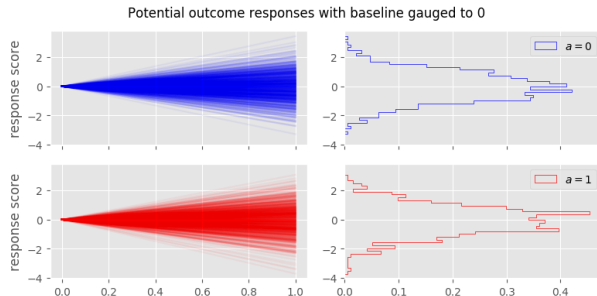 Potential outcome responses with baseline gauged to 0
response score
2
0
−2
−4
a = 0
2
0
−2
−4
response score
2
0
−2
−4
0.0 0.2 0.4 0.6 0.8 1.0
a = 1
2
0
−2
−4
0.0 0.1 0.2 0.3 0.4